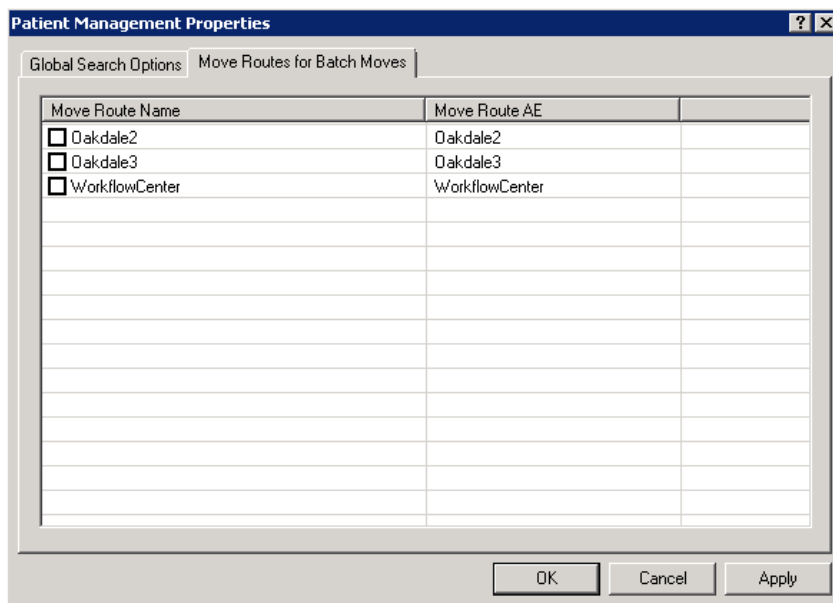 Patient Management Properties
Global Search Options Move Routes for Batch Moves
Move Route Name Move Route AE
Oakdale2 Oakdale2
Oakdale3 Oakdale3
WorkflowCenter WorkflowCenter
OK Cancel Apply